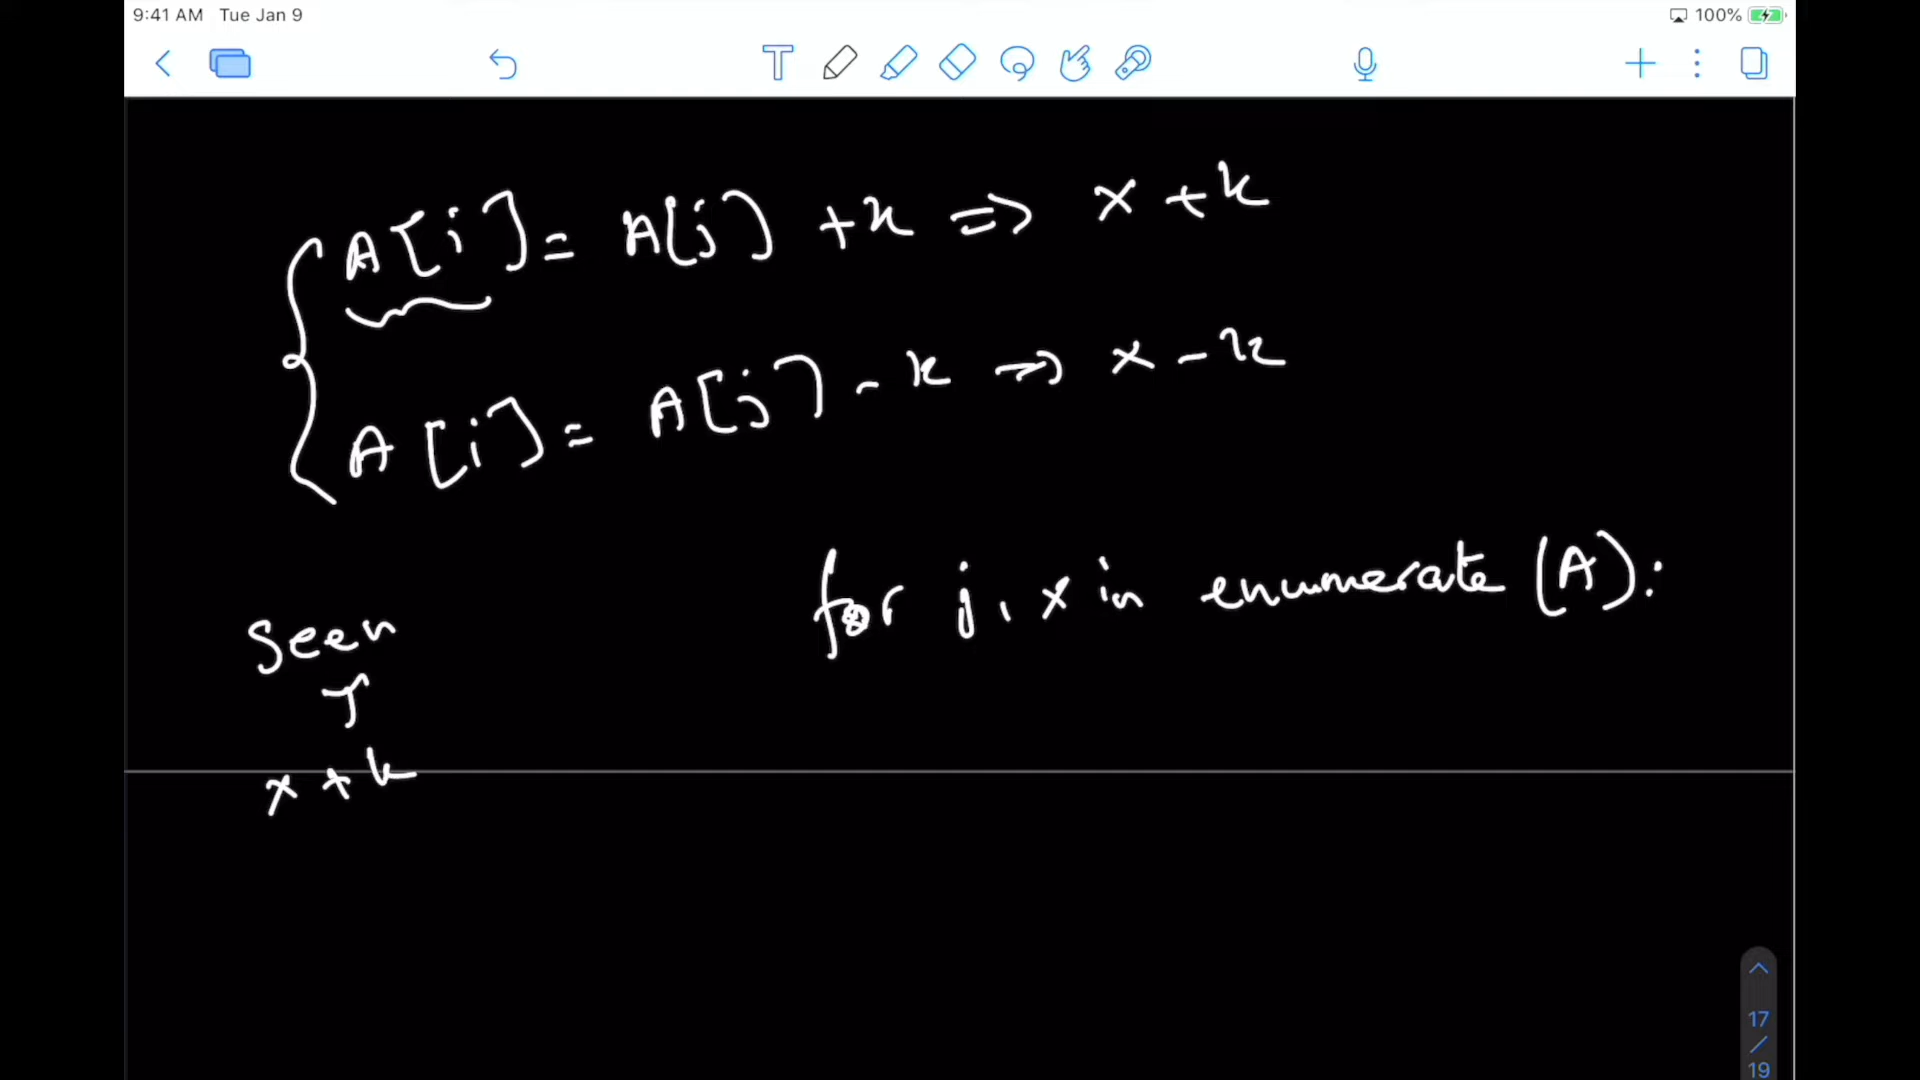 9:41 AM Tue Jan 9
100%
A[i] = A[j] + k => x + k
A[i] = A[j] - k => x - k
for j, x in enumerate (A):
Seen
x + k
17
/
19